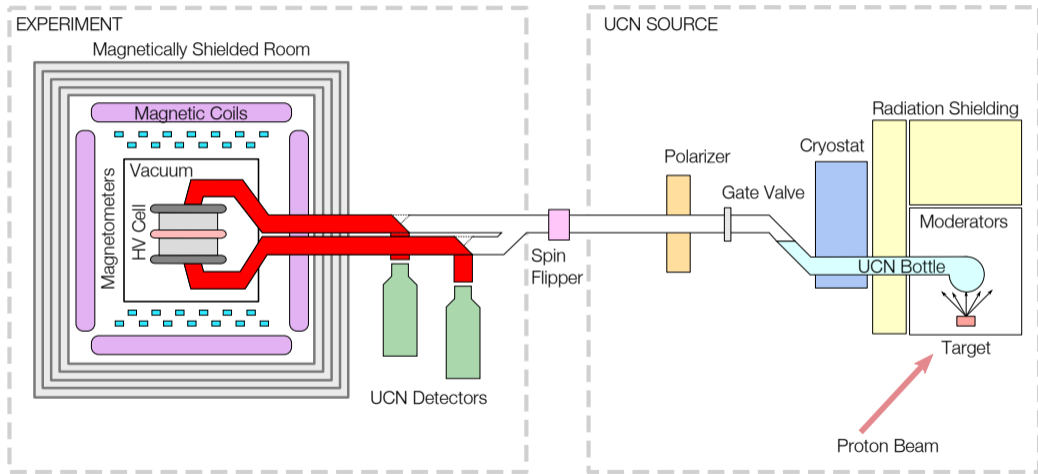 EXPERIMENT
Magnetically Shielded Room
Magnetic Coils
Vacuum
Magnetometers
HV Cell
UCN Detectors
Spin
Flipper
UCN SOURCE
Radiation Shielding
Cryostat
Polarizer
Gate Valve
Moderators
UCN Bottle
Target
Proton Beam